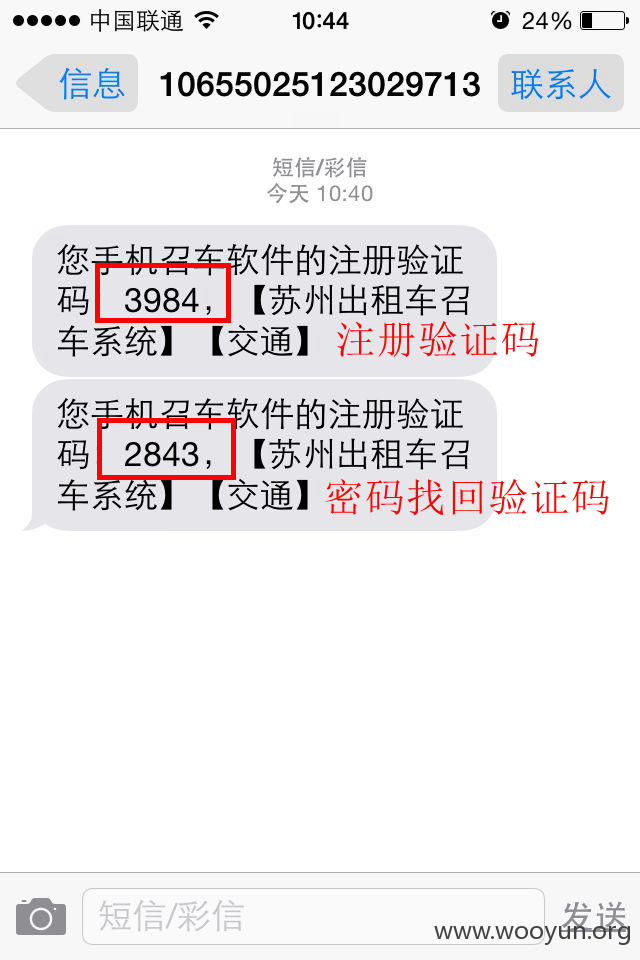 中国联通 10:44 24%
信息 10655025123029713 联系人
短信/彩信
今天 10:40
您手机召车软件的注册验证
码 3984，【苏州出租车召
车系统】【交通】 注册验证码
您手机召车软件的注册验证
码 2843，【苏州出租车召
车系统】【交通】 密码找回验证码
短信/彩信 发送
www.wooyun.org